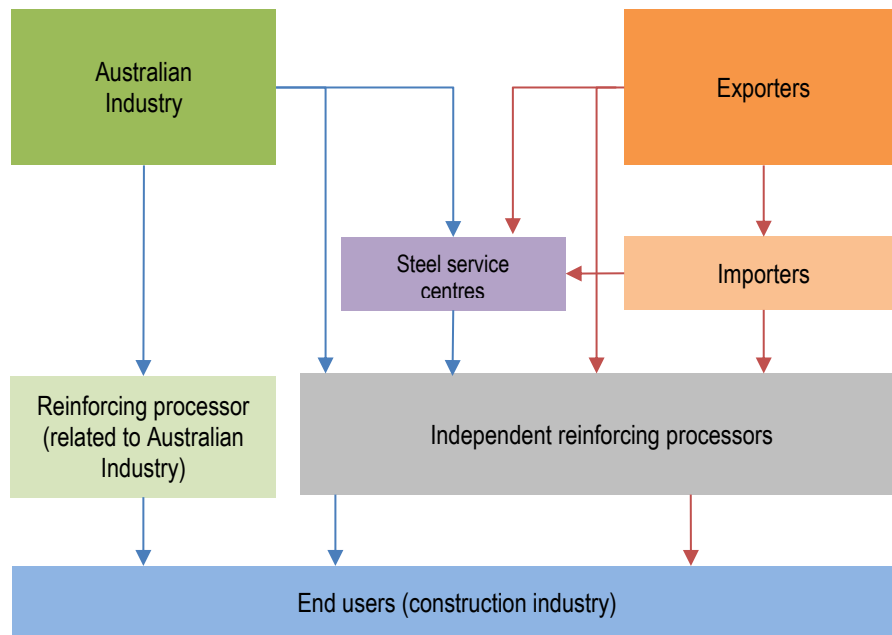 Australian
Industry
Exporters
Steel service
centres
Importers
Reinforcing processor
(related to Australian
Industry)
Independent reinforcing processors
End users (construction industry)